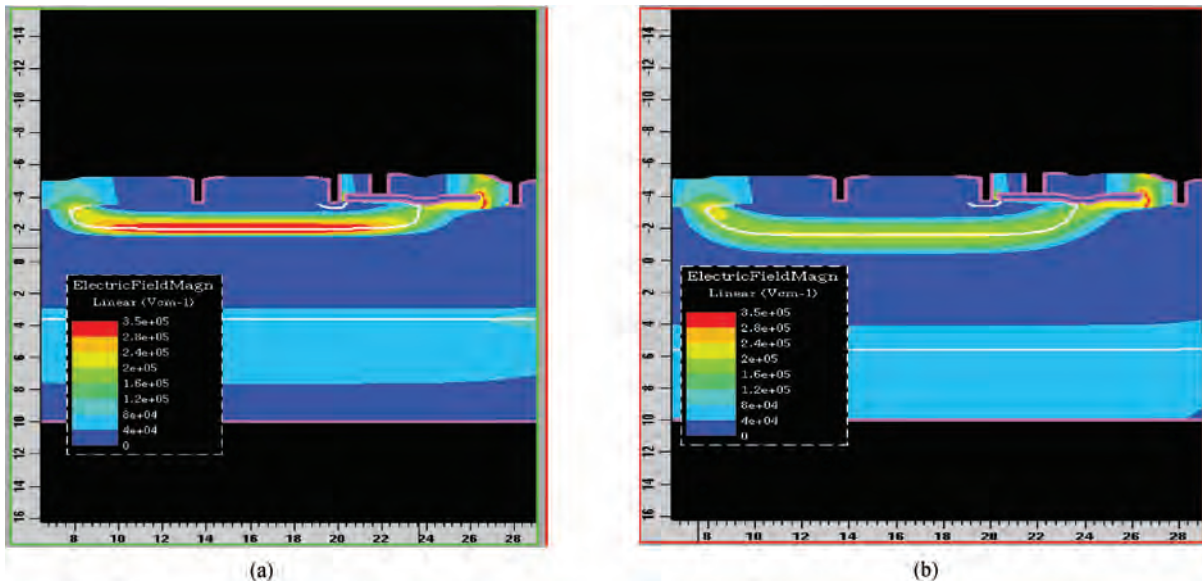 -14
-12
-10
-8
-6
-4
-2
0
2
4
6
8
10
12
14
16
ElectricFieldMagn
Linear (Vcm-1)
3.5e+05
2.8e+05
2.4e+05
2e+05
1.6e+05
1.2e+05
8e+04
4e+04
0
8 10 12 14 16 18 20 22 24 26 28
(a)
-14
-12
-10
-8
-6
-4
-2
0
2
4
6
8
10
12
14
16
ElectricFieldMagn
Linear (Vcm-1)
3.5e+05
2.8e+05
2.4e+05
2e+05
1.6e+05
1.2e+05
8e+04
4e+04
0
8 10 12 14 16 18 20 22 24 26 28
(b)